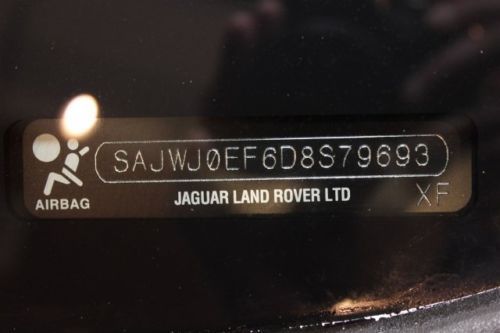 SAJWJ0EF6D8S79693
AIRBAG
JAGUAR LAND ROVER LTD
XF